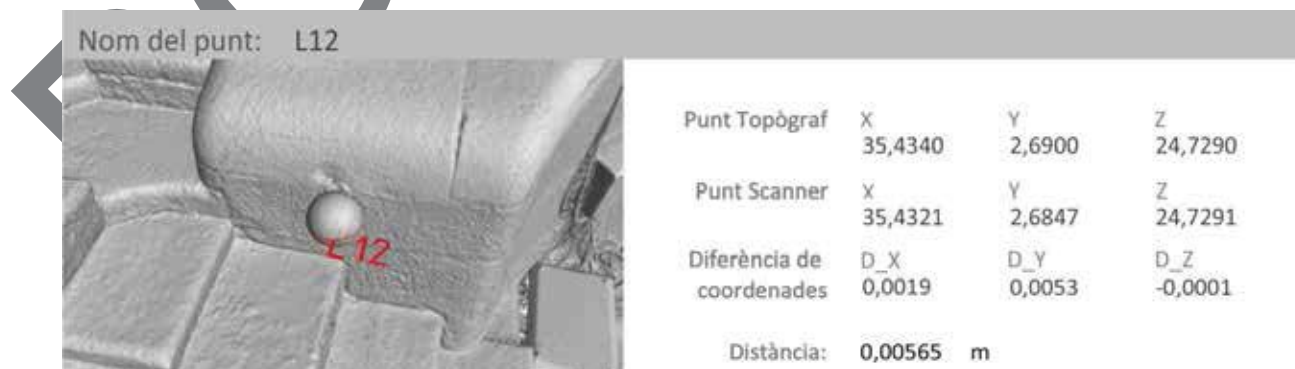 Nom del punt: L12
L12
Punt Topògraf X Y Z
35,4340 2,6900 24,7290
Punt Scanner X Y Z
35,4321 2,6847 24,7291
Diferència de D_X D_Y D_Z
coordenades 0,0019 0,0053 -0,0001
Distància: 0,00565 m